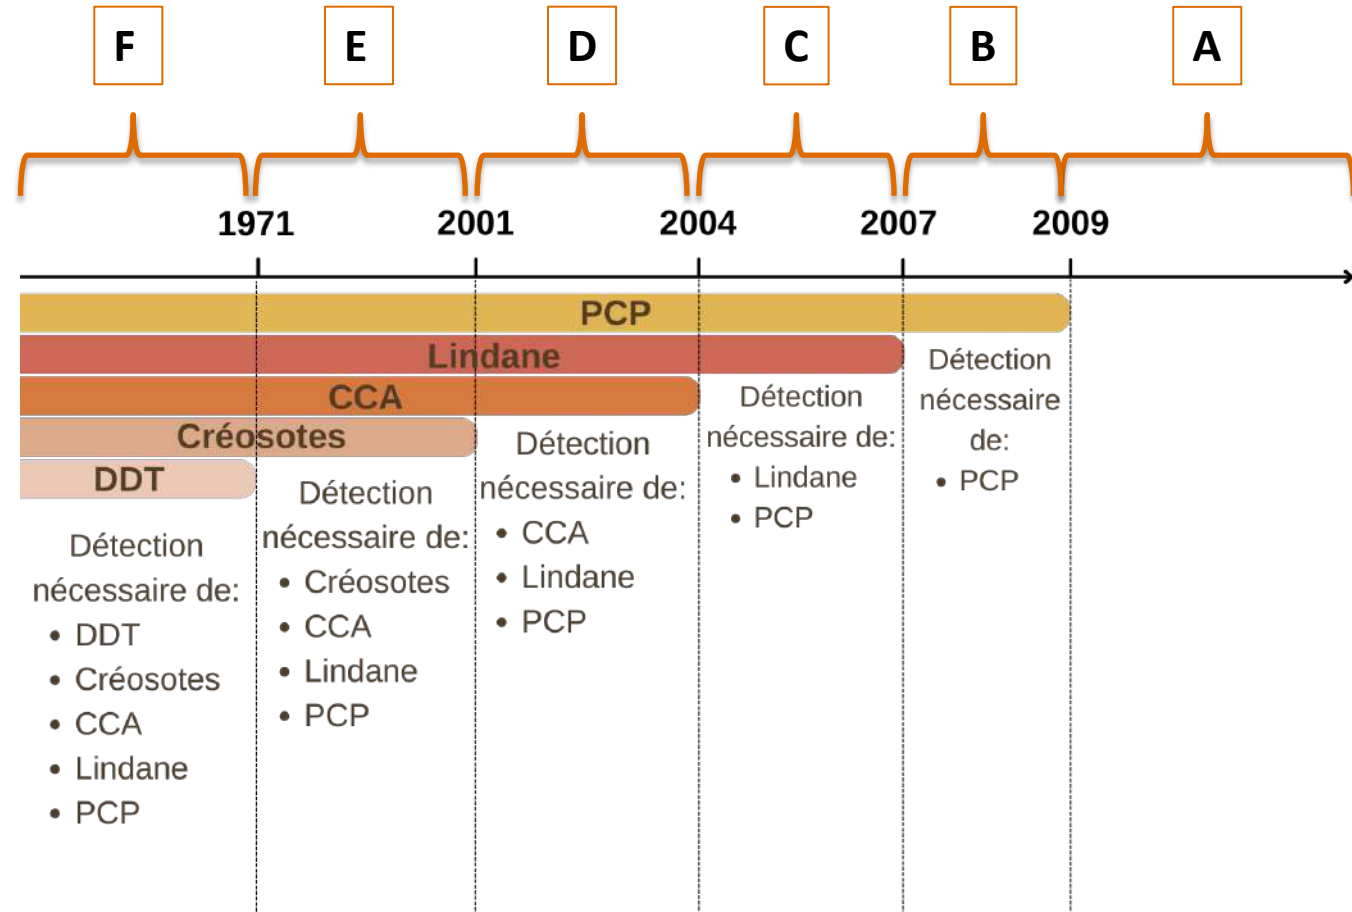 F E D C B A
1971 2001 2004 2007 2009
PCP
Lindane
CCA
Créosotes
DDT
Détection
nécessaire de:
• DDT
• Créosotes
• CCA
• Lindane
• PCP
Détection
nécessaire de:
• Créosotes
• CCA
• Lindane
• PCP
Détection
nécessaire de:
• CCA
• Lindane
• PCP
Détection
nécessaire de:
• Lindane
• PCP
Détection
nécessaire
de:
• PCP